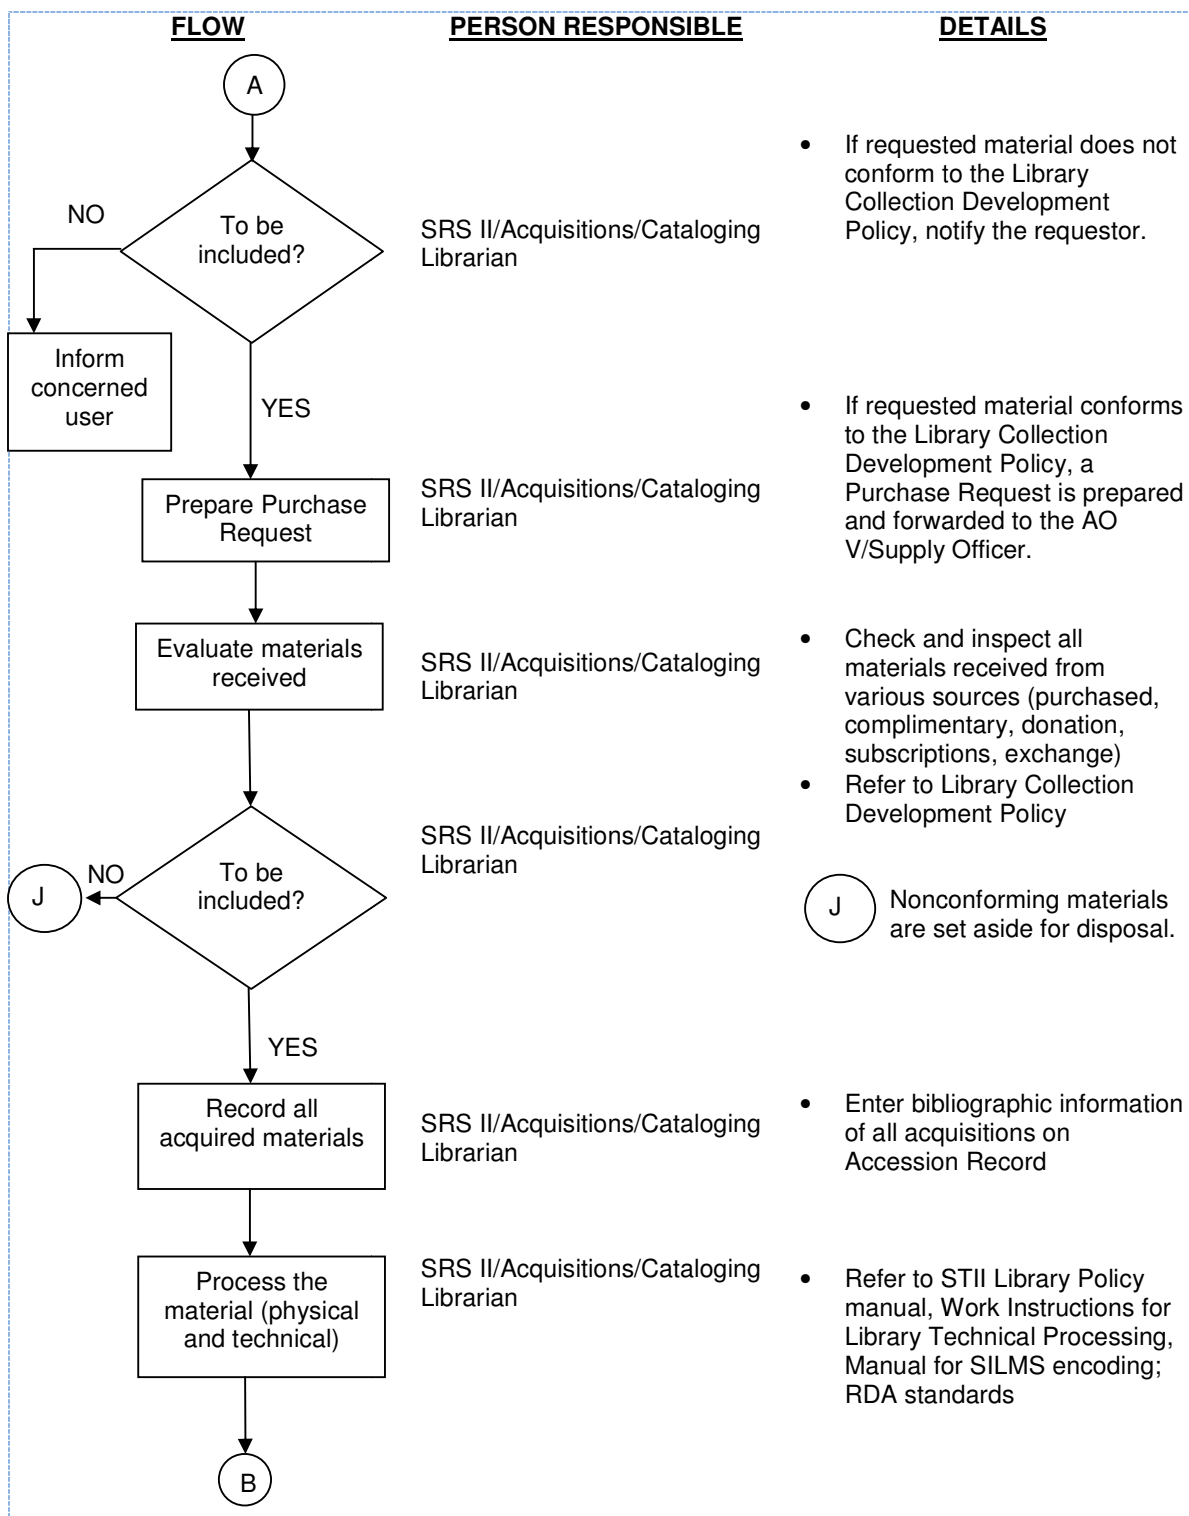 FLOW
PERSON RESPONSIBLE
DETAILS
A
To be
included?
NO
YES
Inform
concerned
user
SRS II/Acquisitions/Cataloging
Librarian
• If requested material does not
conform to the Library
Collection Development
Policy, notify the requestor.
Prepare Purchase
Request
SRS II/Acquisitions/Cataloging
Librarian
• If requested material conforms
to the Library Collection
Development Policy, a
Purchase Request is prepared
and forwarded to the AO
V/Supply Officer.
Evaluate materials
received
SRS II/Acquisitions/Cataloging
Librarian
• Check and inspect all
materials received from
various sources (purchased,
complimentary, donation,
subscriptions, exchange)
• Refer to Library Collection
Development Policy
To be
included?
NO
J
YES
SRS II/Acquisitions/Cataloging
Librarian
J
Nonconforming materials
are set aside for disposal.
Record all
acquired materials
SRS II/Acquisitions/Cataloging
Librarian
• Enter bibliographic information
of all acquisitions on
Accession Record
Process the
material (physical
and technical)
SRS II/Acquisitions/Cataloging
Librarian
• Refer to STII Library Policy
manual, Work Instructions for
Library Technical Processing,
Manual for SILMS encoding;
RDA standards
B